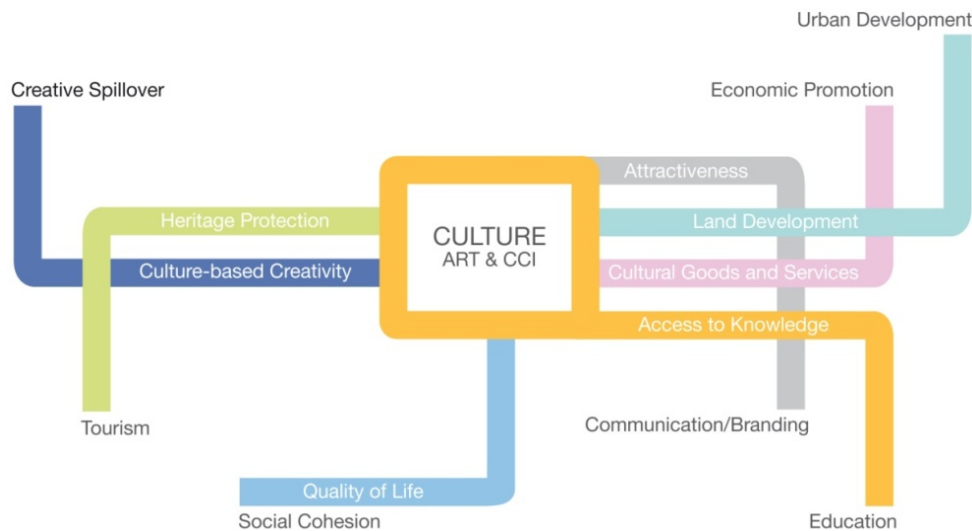 Urban Development
Creative Spillover
Economic Promotion
Attractiveness
Heritage Protection
Land Development
CULTURE
ART & CCI
Culture-based Creativity
Cultural Goods and Services
Access to Knowledge
Tourism
Communication/Branding
Quality of Life
Social Cohesion
Education